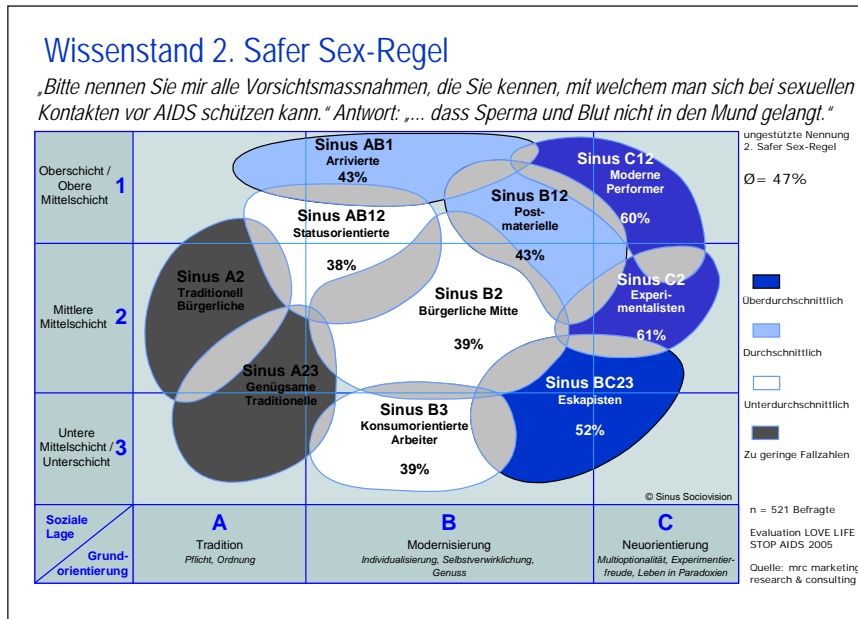 Wissenstand 2. Safer Sex-Regel
„Bitte nennen Sie mir alle Vorsichtsmassnahmen, die Sie kennen, mit welchem man sich bei sexuellen
Kontakten vor AIDS schützen kann.“ Antwort: „... dass Sperma und Blut nicht in den Mund gelangt.“
ungestützte Nennung
2. Safer Sex-Regel
Ø= 47%
Oberschicht /
Obere
Mittelschicht
1
Sinus AB1
Arrivierte
43%
Sinus C12
Moderne
Performer
60%
Sinus B12
Post-
materielle
43%
Sinus AB12
Statusorientierte
38%
Mittlere
Mittelschicht
2
Sinus A2
Traditionell
Bürgerliche
Sinus B2
Bürgerliche Mitte
39%
Sinus C2
Experi-
mentalisten
61%
Sinus A23
Genügsame
Traditionelle
Sinus BC23
Eskapisten
52%
Untere
Mittelschicht /
Unterschicht
3
Sinus B3
Konsumorientierte
Arbeiter
39%
Überdurchschnittlich
Durchschnittlich
Unterdurchschnittlich
Zu geringe Fallzahlen
© Sinus Sociovision
Soziale
Lage
Grund-
orientierung
A
Tradition
Pflicht, Ordnung
B
Modernisierung
Individualisierung, Selbstverwirklichung,
Genuss
C
Neuorientierung
Multioptionalität, Experimentier-
freude, Leben in Paradoxien
n = 521 Befragte
Evaluation LOVE LIFE
STOP AIDS 2005
Quelle: mrc marketing
research & consulting